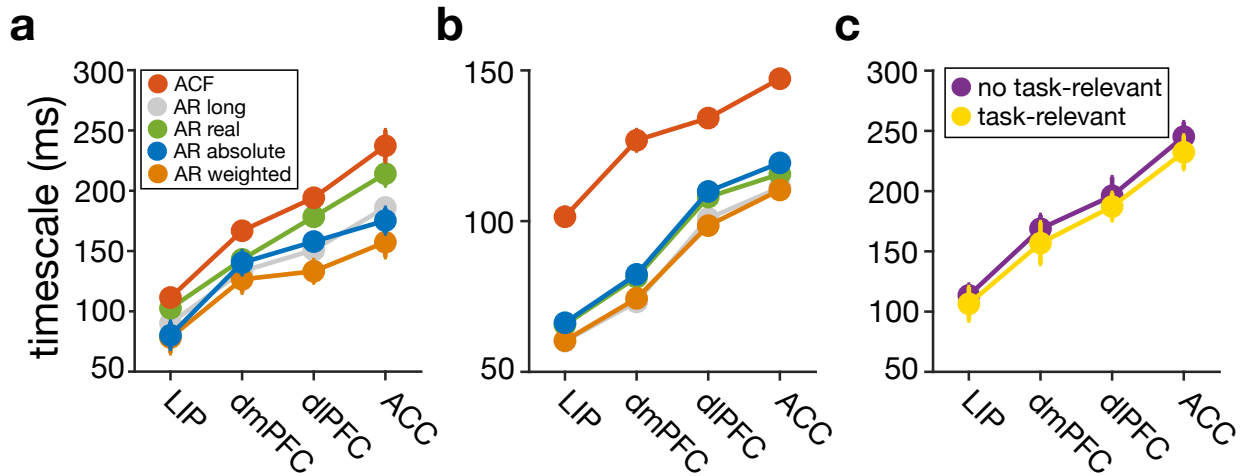 a
timescale (ms)
300
250
200
150
100
50
ACF
AR long
AR real
AR absolute
AR weighted
LIP
dmPFC
dlPFC
ACC
b
150
100
50
LIP
dmPFC
dlPFC
ACC
c
300
250
200
150
100
50
no task-relevant
task-relevant
LIP
dmPFC
dlPFC
ACC